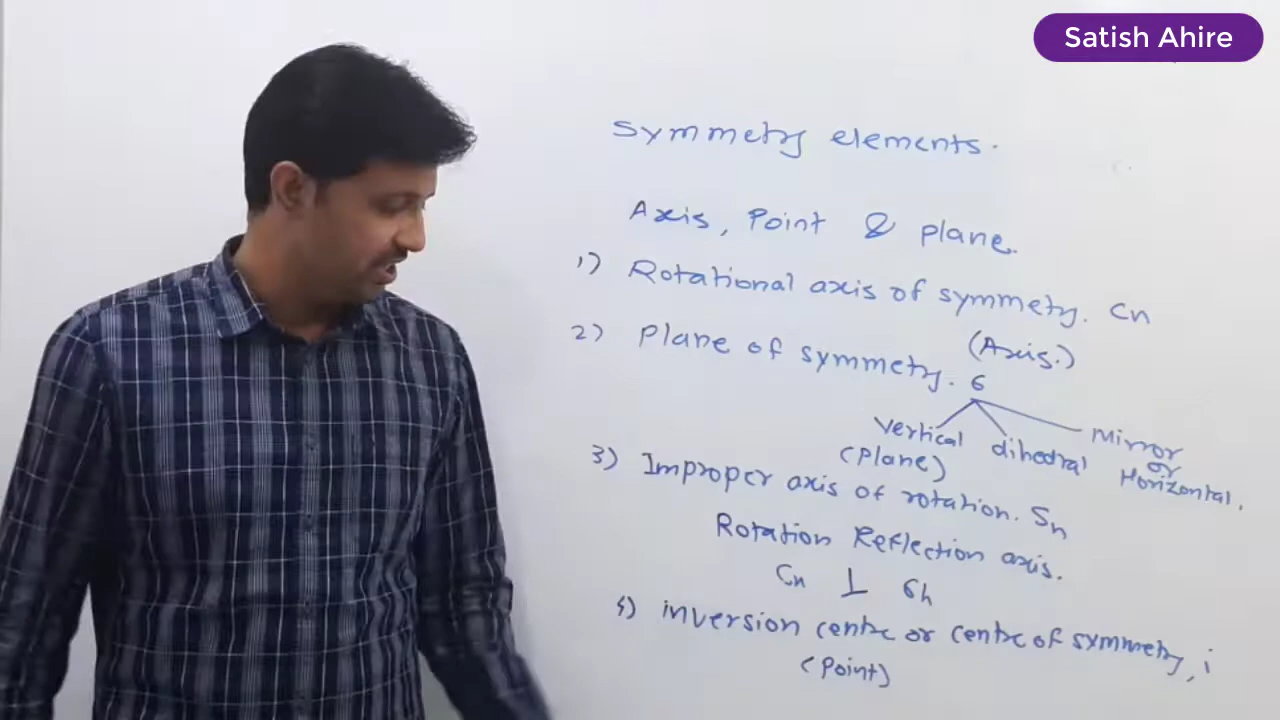 Satish Ahire
Symmetry elements.
Axis, Point & plane.
1) Rotational axis of symmetry. Cn
(Axis.)
2) Plane of symmetry. σ
vertical dihedral Mirror
(Plane) or
Horizontal.
3) Improper axis of rotation. Sn
Rotation Reflection axis.
Cn ⊥ σh
4) inversion centre or centre of symmetry, i
(Point)